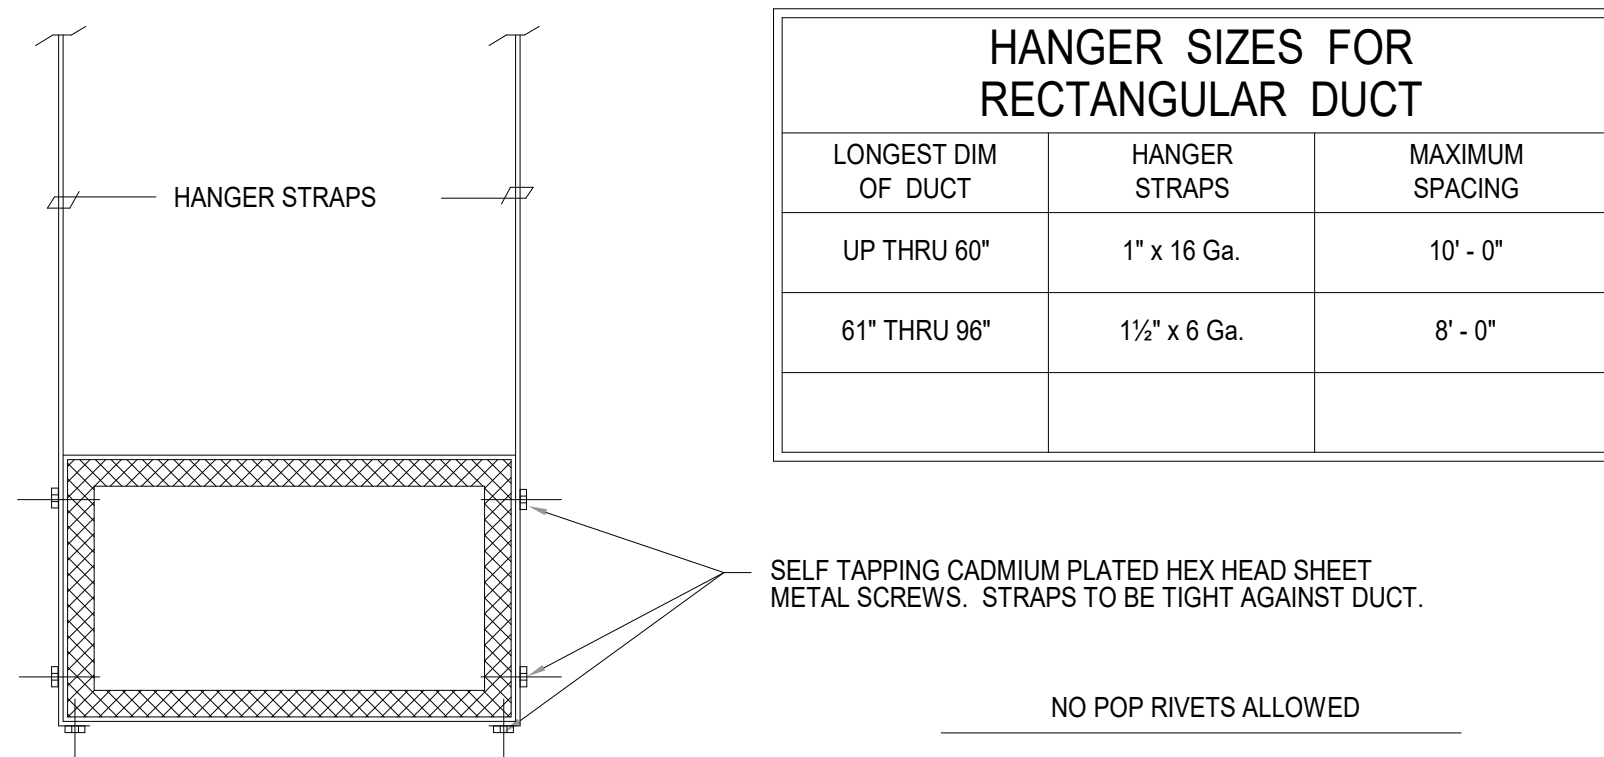 HANGER SIZES FOR
RECTANGULAR DUCT
LONGEST DIM
OF DUCT
HANGER
STRAPS
MAXIMUM
SPACING
UP THRU 60"
1" x 16 Ga.
10' - 0"
61" THRU 96"
1½" x 6 Ga.
8' - 0"
HANGER STRAPS
SELF TAPPING CADMIUM PLATED HEX HEAD SHEET
METAL SCREWS. STRAPS TO BE TIGHT AGAINST DUCT.
NO POP RIVETS ALLOWED